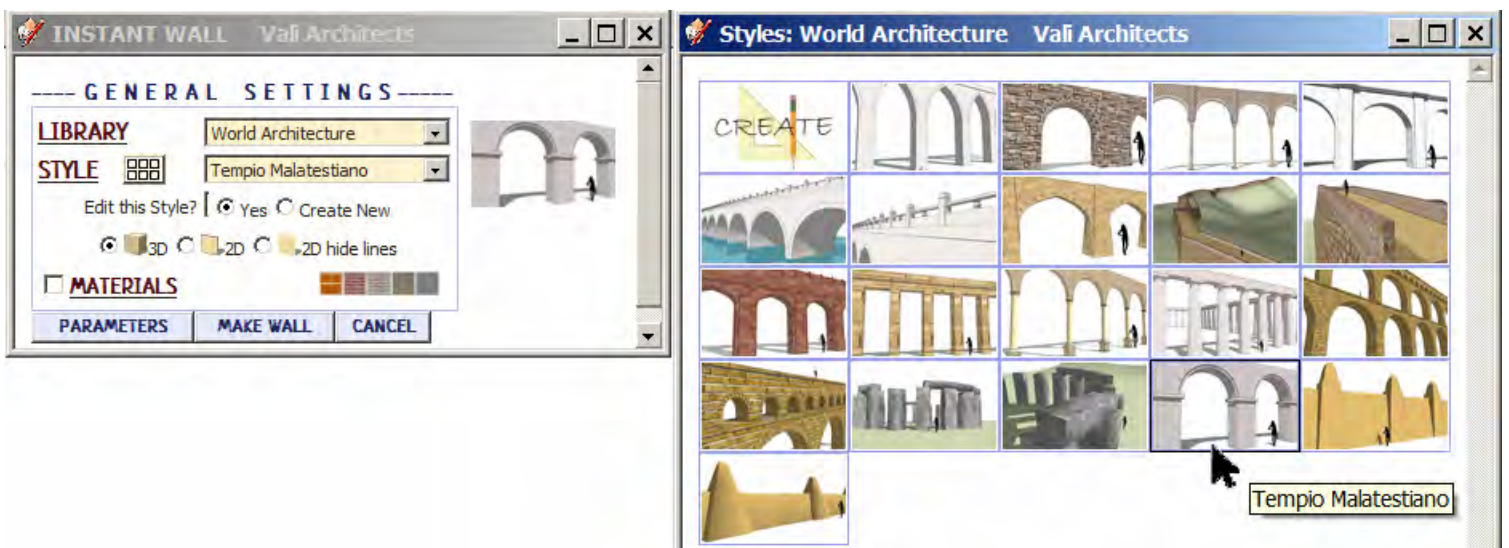 INSTANT WALL Vali Architects
---- GENERAL SETTINGS-----
LIBRARY World Architecture
STYLE Tempio Malatestiano
Edit this Style? Yes Create New
3D 2D 2D hide lines
MATERIALS
PARAMETERS MAKE WALL CANCEL
Styles: World Architecture Vali Architects
CREATE
Tempio Malatestiano